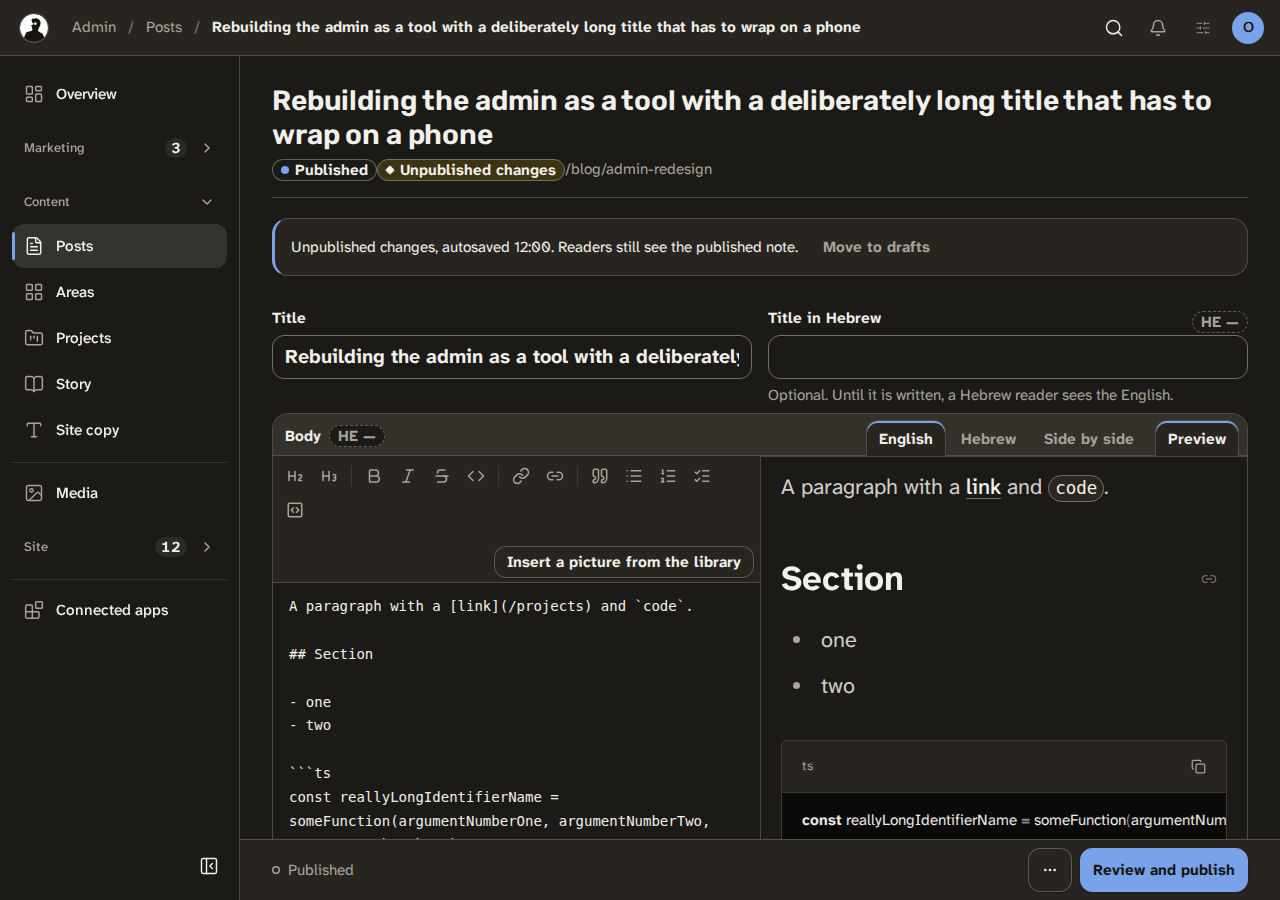 Admin / Posts / Rebuilding the admin as a tool with a deliberately long title that has to wrap on a phone
O
Overview
Marketing 3
Content
Posts
Areas
Projects
Story
Site copy
Media
Site 12
Connected apps
Rebuilding the admin as a tool with a deliberately long title that has to
wrap on a phone
Published
Unpublished changes
/blog/admin-redesign
Unpublished changes, autosaved 12:00. Readers still see the published note. Move to drafts
Title
Rebuilding the admin as a tool with a deliberately
Title in Hebrew
HE —
Optional. Until it is written, a Hebrew reader sees the English.
Body HE —
English Hebrew Side by side Preview
H2 H3 B I S
Insert a picture from the library
A paragraph with a [link](/projects) and `code`.
## Section
- one
- two
```ts
const reallyLongIdentifierName =
someFunction(argumentNumberOne, argumentNumberTwo,
A paragraph with a link and code.
Section
one
two
ts
const reallyLongIdentifierName = someFunction(argumentNum
Published
Review and publish